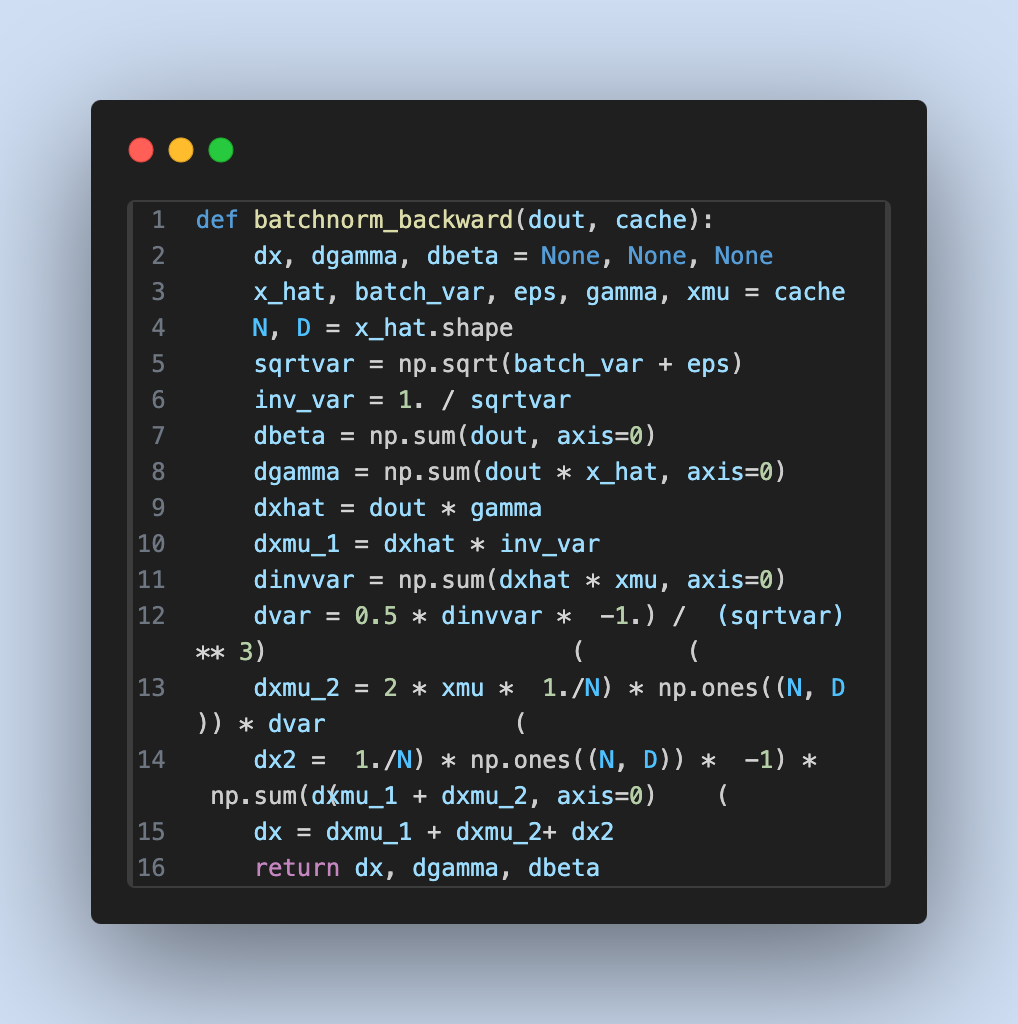 1 def batchnorm_backward(dout, cache):
2     dx, dgamma, dbeta = None, None, None
3     x_hat, batch_var, eps, gamma, xmu = cache
4     N, D = x_hat.shape
5     sqrtvar = np.sqrt(batch_var + eps)
6     inv_var = 1. / sqrtvar
7     dbeta = np.sum(dout, axis=0)
8     dgamma = np.sum(dout * x_hat, axis=0)
9     dxhat = dout * gamma
10     dxmu_1 = dxhat * inv_var
11     dinvvar = np.sum(dxhat * xmu, axis=0)
12     dvar = 0.5 * dinvvar *  -1.) /  (sqrtvar)
** 3)                     (       (
13     dxmu_2 = 2 * xmu *  1./N) * np.ones((N, D
)) * dvar             (
14     dx2 =  1./N) * np.ones((N, D)) *  -1) *
 np.sum(dxmu_1 + dxmu_2, axis=0)    (
15     dx = dxmu_1 + dxmu_2+ dx2
16     return dx, dgamma, dbeta